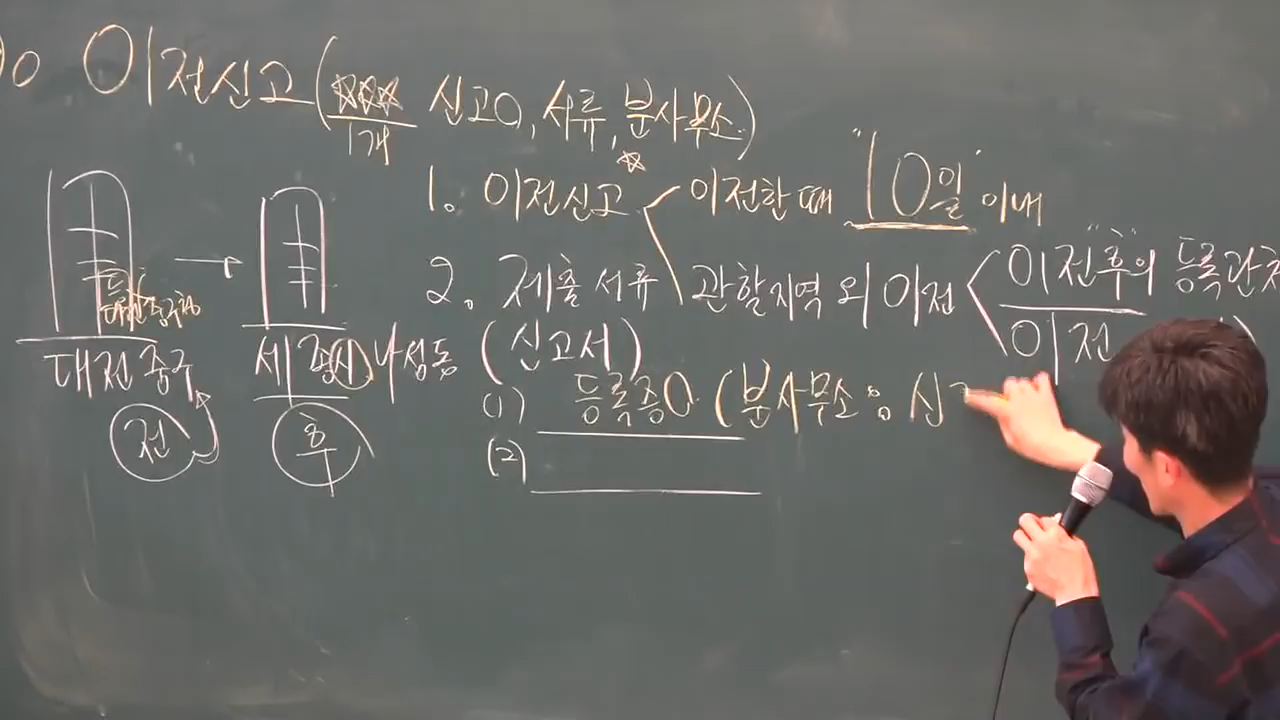 이전신고(☆☆☆ 신고0, 서류, 분사무소)
1개
1. 이전신고 이전한 때 "10일" 이내
2. 제출 서류 관할지역 외 이전 이전"후"의 등록관청
(신고서) 이전
(1) 등록증0 (분사무소 : 신고
(2)
대전 중구
세종(시) 나성동
전
후